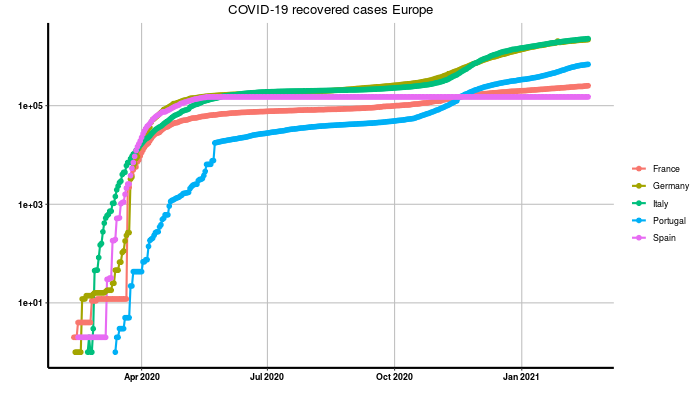 COVID-19 recovered cases Europe
1e+05
1e+03
1e+01
Apr 2020
Jul 2020
Oct 2020
Jan 2021
France
Germany
Italy
Portugal
Spain